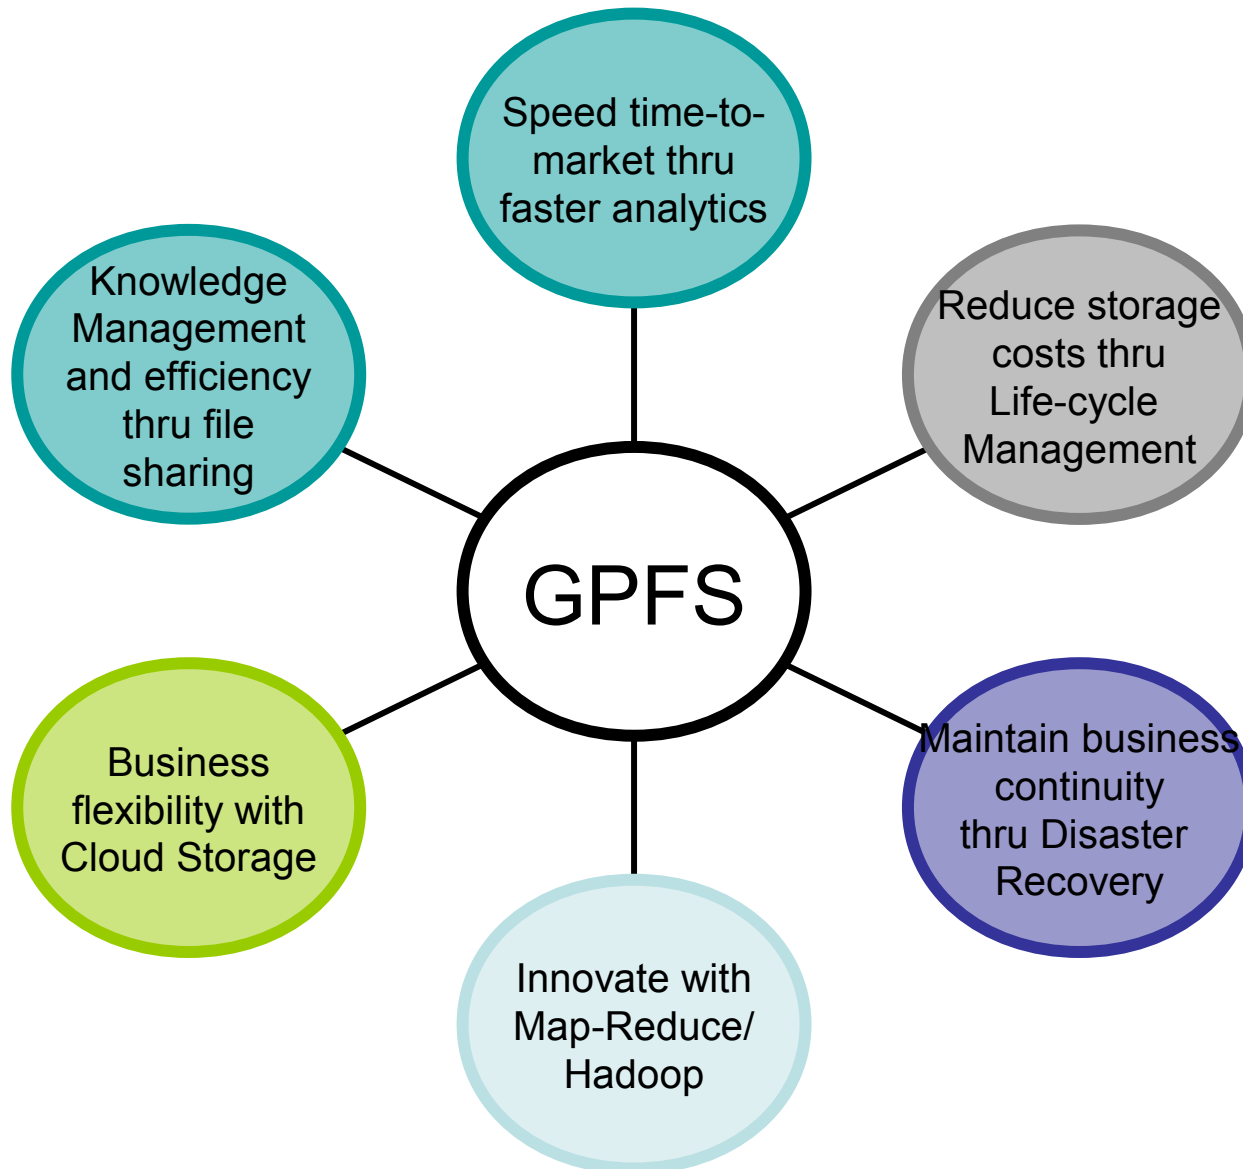 Speed time-to-
market thru
faster analytics
Knowledge
Management
and efficiency
thru file
sharing
Reduce storage
costs thru
Life-cycle
Management
GPFS
Business
flexibility with
Cloud Storage
Maintain business
continuity
thru Disaster
Recovery
Innovate with
Map-Reduce/
Hadoop